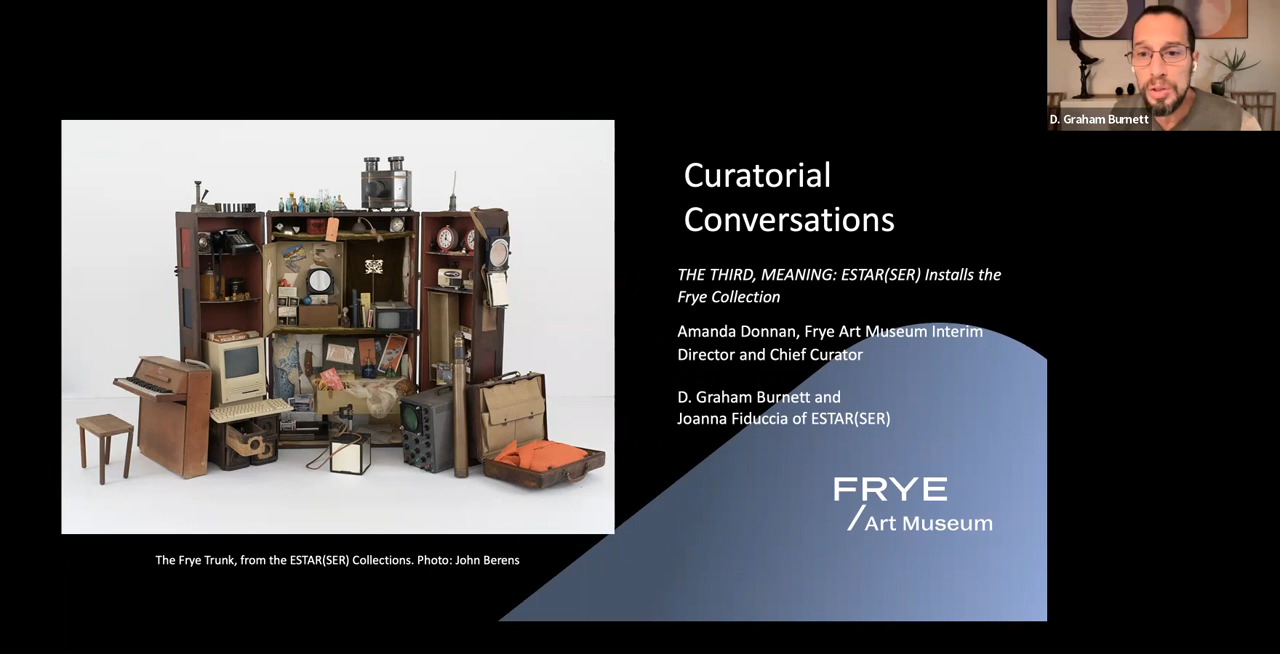 D. Graham Burnett
Curatorial
Conversations
THE THIRD, MEANING: ESTAR(SER) Installs the
Frye Collection
Amanda Donnan, Frye Art Museum Interim
Director and Chief Curator
D. Graham Burnett and
Joanna Fiduccia of ESTAR(SER)
FRYE
/Art Museum
The Frye Trunk, from the ESTAR(SER) Collections. Photo: John Berens